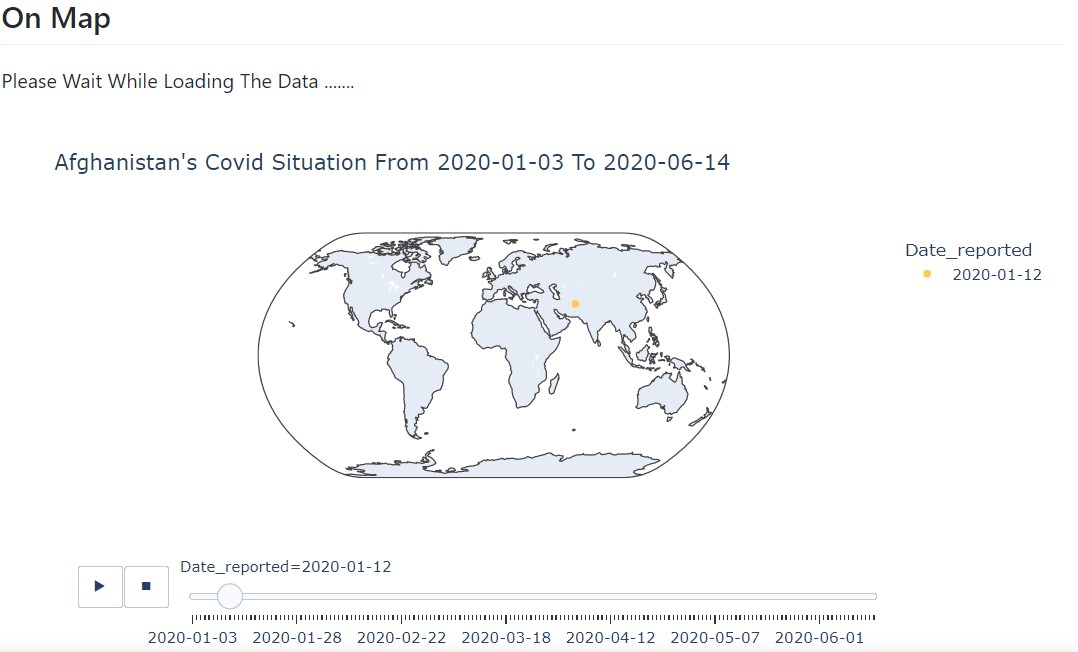 On Map
Please Wait While Loading The Data .......
Afghanistan's Covid Situation From 2020-01-03 To 2020-06-14
Date_reported
2020-01-12
Date_reported=2020-01-12
2020-01-03 2020-01-28 2020-02-22 2020-03-18 2020-04-12 2020-05-07 2020-06-01